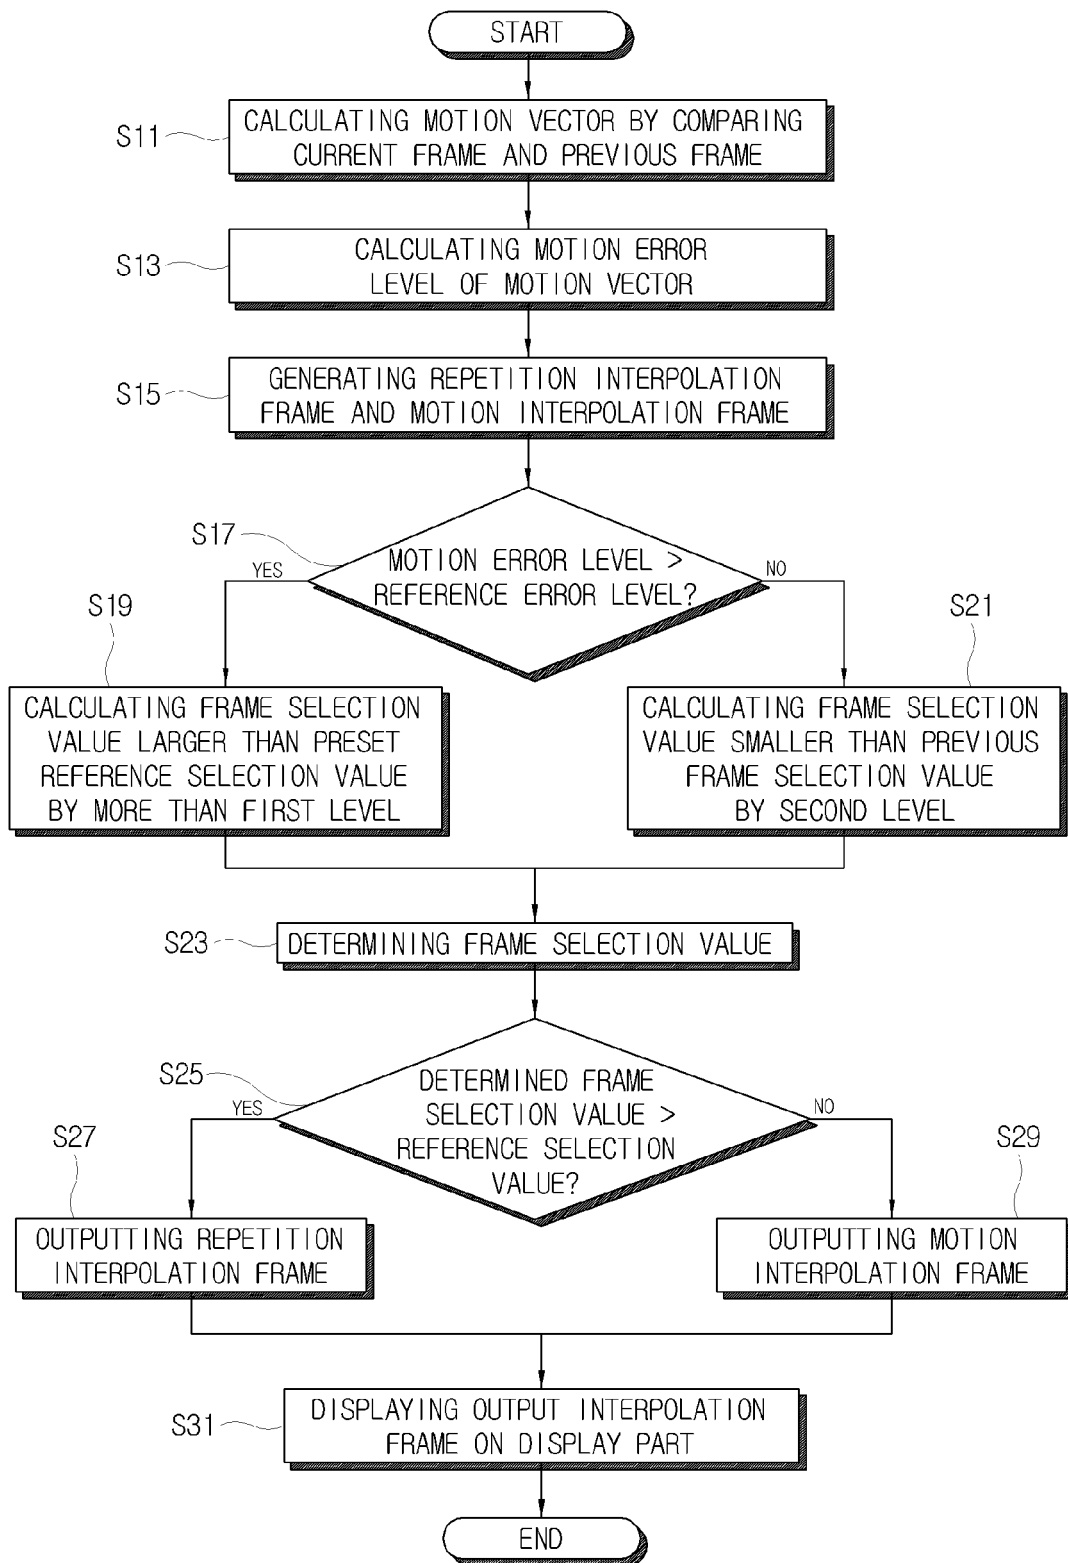 START
S11
CALCULATING MOTION VECTOR BY COMPARING
CURRENT FRAME AND PREVIOUS FRAME
S13
CALCULATING MOTION ERROR
LEVEL OF MOTION VECTOR
S15
GENERATING REPETITION INTERPOLATION
FRAME AND MOTION INTERPOLATION FRAME
S17
MOTION ERROR LEVEL >
REFERENCE ERROR LEVEL?
YES
NO
S19
CALCULATING FRAME SELECTION
VALUE LARGER THAN PRESET
REFERENCE SELECTION VALUE
BY MORE THAN FIRST LEVEL
S21
CALCULATING FRAME SELECTION
VALUE SMALLER THAN PREVIOUS
FRAME SELECTION VALUE
BY SECOND LEVEL
S23
DETERMINING FRAME SELECTION VALUE
S25
DETERMINED FRAME
SELECTION VALUE >
REFERENCE SELECTION
VALUE?
YES
NO
S27
OUTPUTTING REPETITION
INTERPOLATION FRAME
S29
OUTPUTTING MOTION
INTERPOLATION FRAME
S31
DISPLAYING OUTPUT INTERPOLATION
FRAME ON DISPLAY PART
END